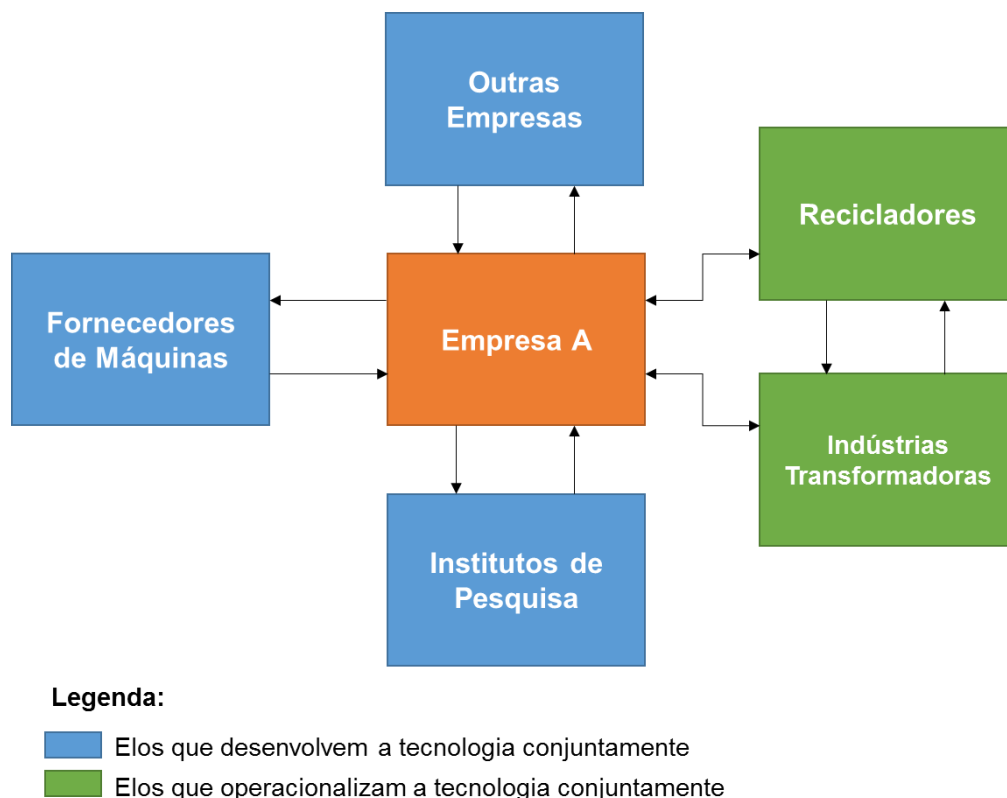 Outras
Empresas
Recicladores
Fornecedores
de Máquinas
Empresa A
Indústrias
Transformadoras
Institutos de
Pesquisa
Legenda:
Elos que desenvolvem a tecnologia conjuntamente
Elos que operacionalizam a tecnologia conjuntamente